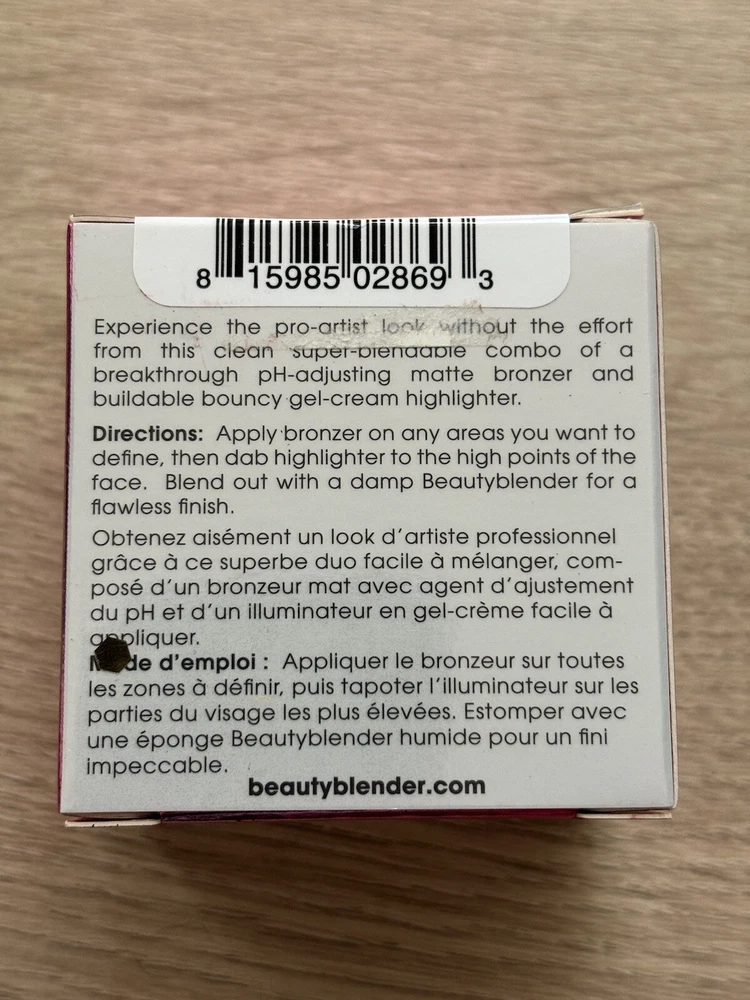 8 15985 02869 3
Experience the pro-artist look without the effort
from this clean super-blendable combo of a
breakthrough pH-adjusting matte bronzer and
buildable bouncy gel-cream highlighter.
Directions: Apply bronzer on any areas you want to
define, then dab highlighter to the high points of the
face. Blend out with a damp Beautyblender for a
flawless finish.
Obtenez aisément un look d'artiste professionnel
grâce à ce superbe duo facile à mélanger, com-
posé d'un bronzeur mat avec agent d'ajustement
du pH et d'un illuminateur en gel-crème facile à
appliquer.
Mode d'emploi : Appliquer le bronzeur sur toutes
les zones à définir, puis tapoter l'illuminateur sur les
parties du visage les plus élevées. Estomper avec
une éponge Beautyblender humide pour un fini
impeccable.
beautyblender.com